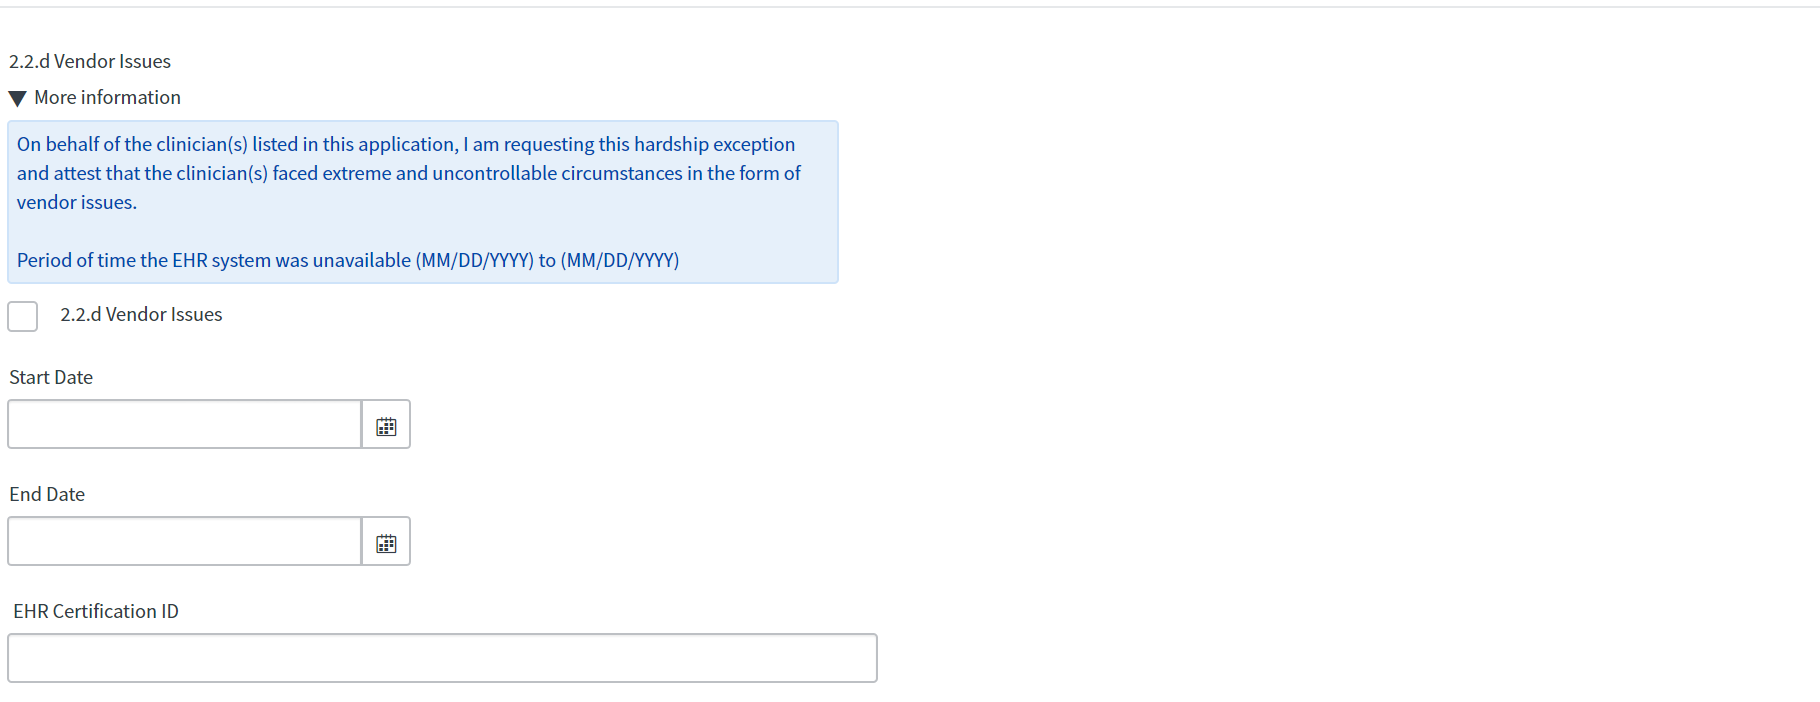 2.2.d Vendor Issues
More information
On behalf of the clinician(s) listed in this application, I am requesting this hardship exception
and attest that the clinician(s) faced extreme and uncontrollable circumstances in the form of
vendor issues.
Period of time the EHR system was unavailable (MM/DD/YYYY) to (MM/DD/YYYY)
2.2.d Vendor Issues
Start Date
End Date
EHR Certification ID